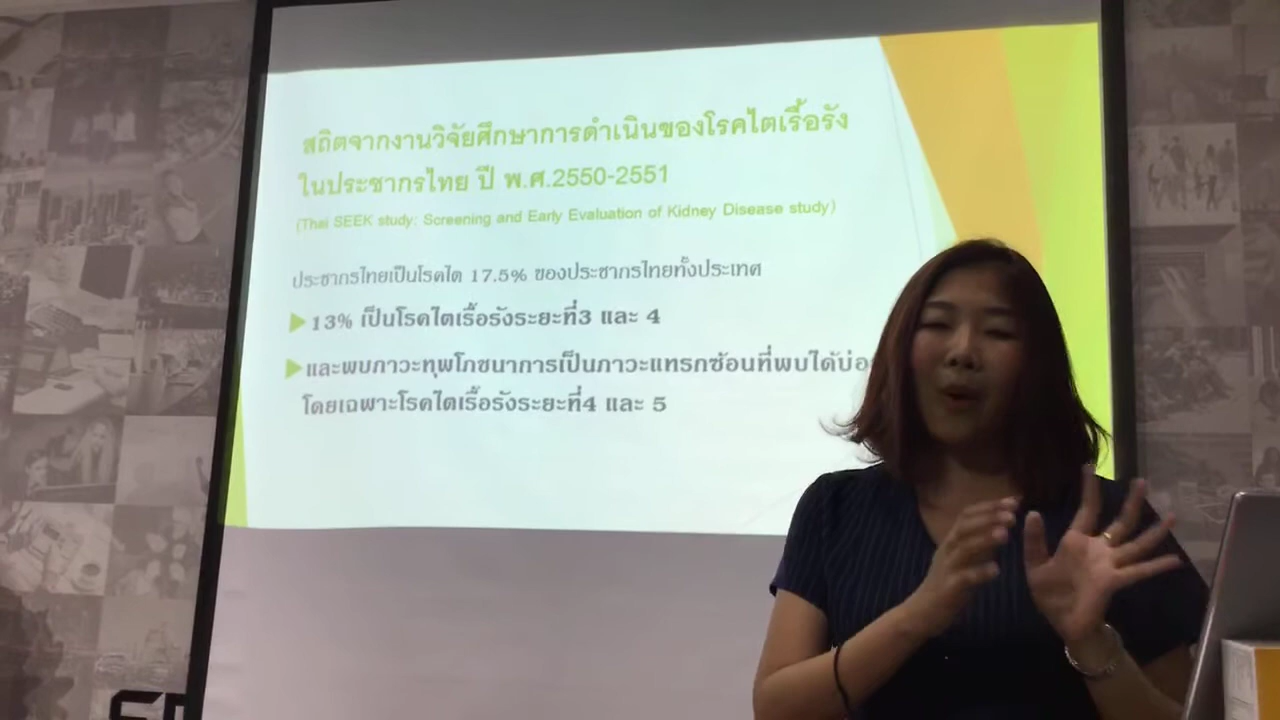 สถิตจากงานวิจัยศึกษาการดำเนินของโรคไตเรื้อรัง
ในประชากรไทย ปี พ.ศ.2550-2551
(Thai SEEK study: Screening and Early Evaluation of Kidney Disease study)
ประชากรไทยเป็นโรคไต 17.5% ของประชากรไทยทั้งประเทศ
13% เป็นโรคไตเรื้อรังระยะที่3 และ 4
และพบภาวะทุพโภชนาการเป็นภาวะแทรกซ้อนที่พบได้
โดยเฉพาะโรคไตเรื้อรังระยะที่4 และ 5